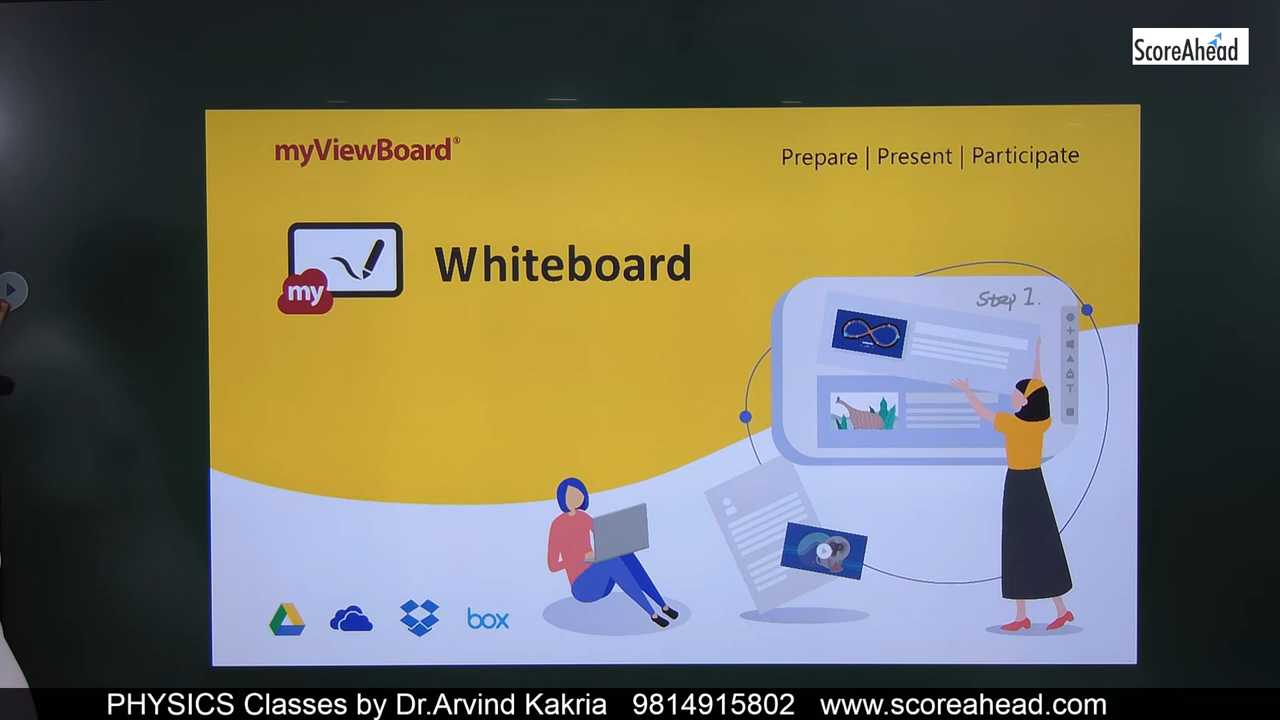 ScoreAhead
myViewBoard®
Prepare | Present | Participate
Whiteboard
my
Step 1.
T
box
PHYSICS Classes by Dr.Arvind Kakria 9814915802 www.scoreahead.com